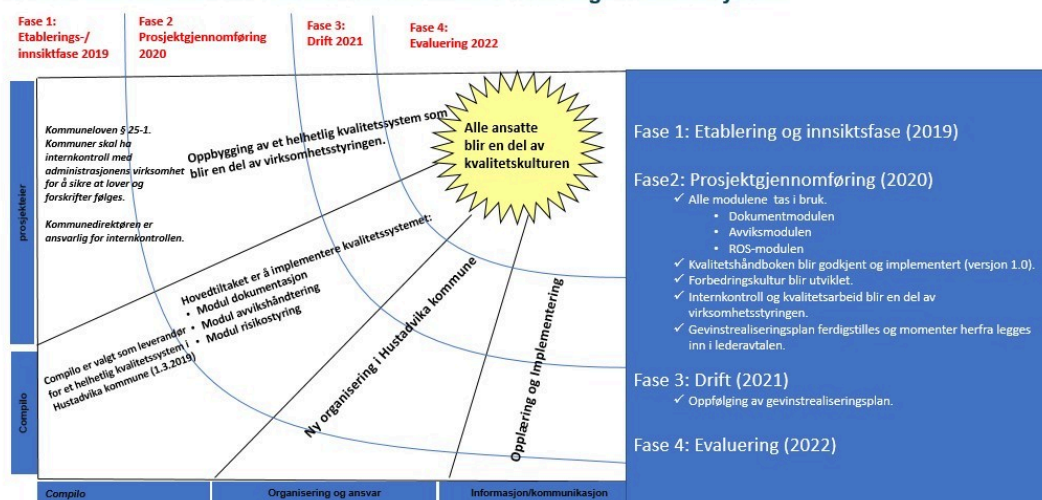 Fase 1:
Etablerings-/
innsiktfase 2019
Fase 2
Prosjektgjennomføring
2020
Fase 3:
Drift 2021
Fase 4:
Evaluering 2022
prosjekteier
Kommuneloven § 25-1.
Kommuner skal ha
internkontroll med
administrasjonens virksomhet
for å sikre at lover og
forskrifter følges.
Kommunedirektøren er
ansvarlig for internkontrollen.
Oppbygging av et helhetlig kvalitetssystem som
blir en del av virksomhetsstyringen.
Alle ansatte
blir en del av
kvalitetskulturen
Hovedtiltaket er å implementere kvalitetssystemet:
• Modul dokumentasjon
• Modul avvikshåndtering
• Modul risikostyring
Compilo er valgt som leverandør
for et helhetlig kvalitetssystem i
Hustadvika kommune (1.3.2019)
Ny organisering i Hustadvika kommune
Opplæring og Implementering
Compilo
Compilo
Organisering og ansvar
Informasjon/kommunikasjon
Fase 1: Etablering og innsiktsfase (2019)
Fase2: Prosjektgjennomføring (2020)
✓ Alle modulene tas i bruk.
• Dokumentmodulen
• Avviksmodulen
• ROS-modulen
✓ Kvalitetshåndboken blir godkjent og implementert (versjon 1.0).
✓ Forbedringskultur blir utviklet.
✓ Internkontroll og kvalitetsarbeid blir en del av
virksomhetsstyringen.
✓ Gevinstrealiseringsplan ferdigstilles og momenter herfra legges
inn i lederavtalen.
Fase 3: Drift (2021)
✓ Oppfølging av gevinstrealiseringsplan.
Fase 4: Evaluering (2022)